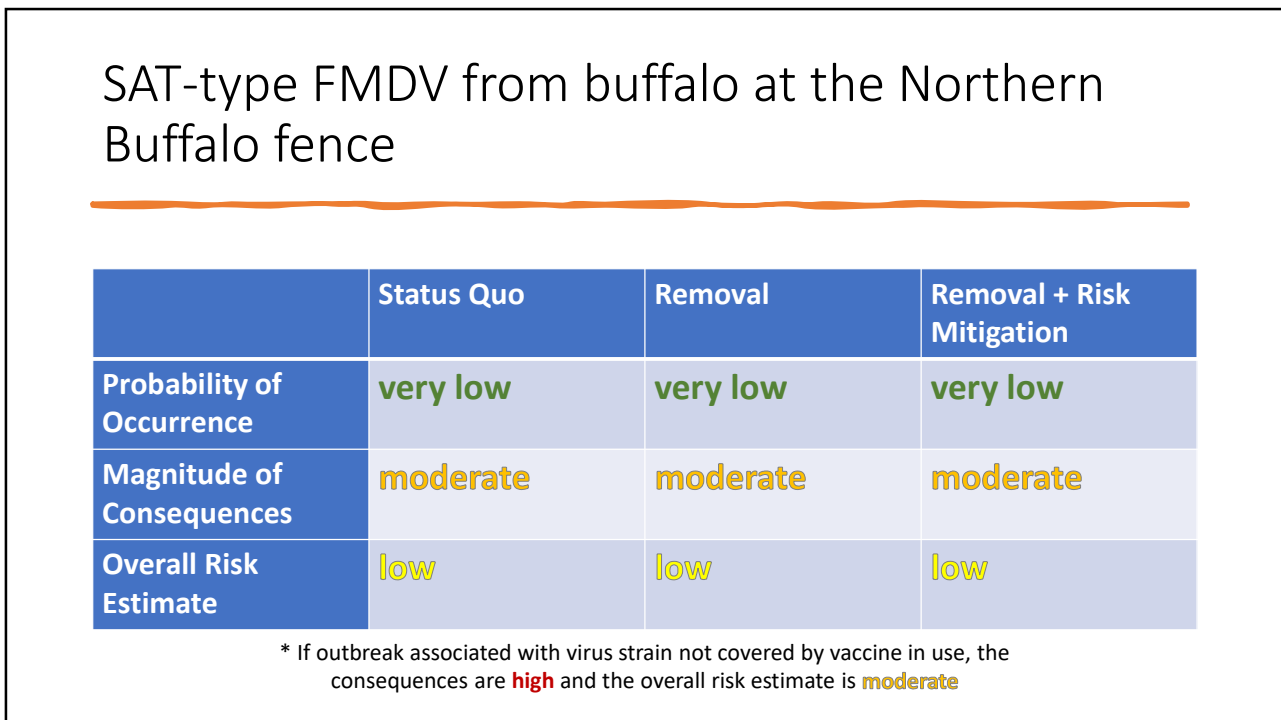 SAT-type FMDV from buffalo at the Northern
Buffalo fence
Status Quo
Removal
Removal + Risk
Mitigation
Probability of
Occurrence
very low
very low
very low
Magnitude of
Consequences
moderate
moderate
moderate
Overall Risk
Estimate
low
low
low
* If outbreak associated with virus strain not covered by vaccine in use, the
consequences are high and the overall risk estimate is moderate